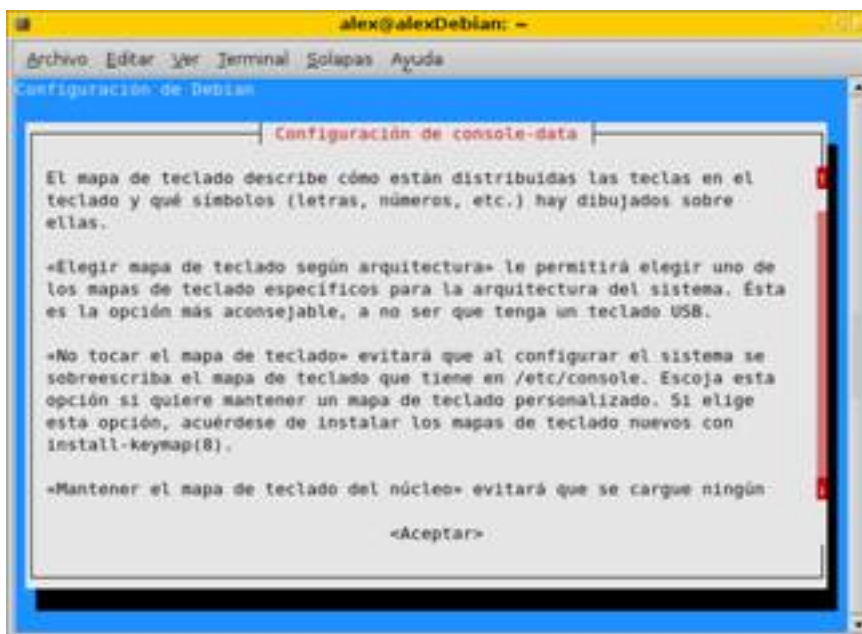 alex@alexDebian: ~
Archivo Editar Ver Terminal Solapas Ayuda
Configuración de Debian
Configuración de console-data
El mapa de teclado describe cómo están distribuidas las teclas en el
teclado y qué símbolos (letras, números, etc.) hay dibujados sobre
ellas.
«Elegir mapa de teclado según arquitectura» le permitirá elegir uno de
los mapas de teclado específicos para la arquitectura del sistema. Ésta
es la opción más aconsejable, a no ser que tenga un teclado USB.
«No tocar el mapa de teclado» evitará que al configurar el sistema se
sobreescriba el mapa de teclado que tiene en /etc/console. Escoja esta
opción si quiere mantener un mapa de teclado personalizado. Si elige
esta opción, acuérdese de instalar los mapas de teclado nuevos con
install-keymap(8).
«Mantener el mapa de teclado del núcleo» evitará que se cargue ningún
<Aceptar>